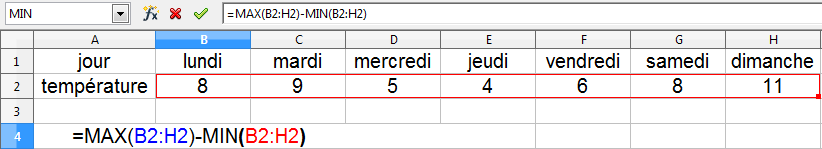 MIN =MAX(B2:H2)-MIN(B2:H2)
A B C D E F G H
1 jour lundi mardi mercredi jeudi vendredi samedi dimanche
2 température 8 9 5 4 6 8 11
3
4 =MAX(B2:H2)-MIN(B2:H2)